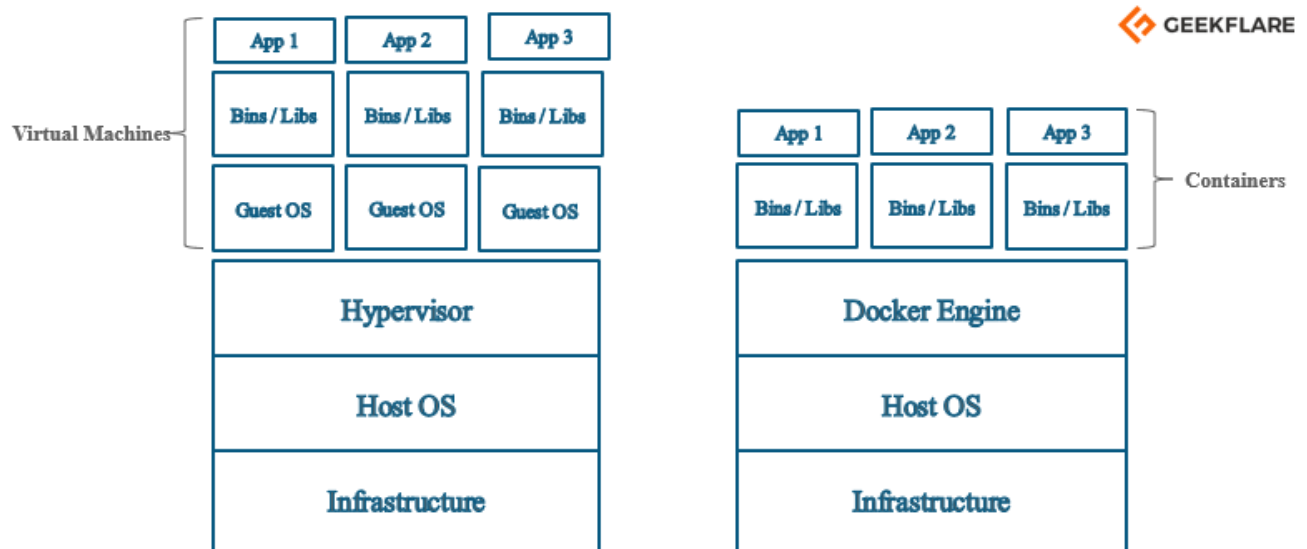 GEEKFLARE
App 1
App 2
App 3
Bins / Libs
Bins / Libs
Bins / Libs
Virtual Machines
Guest OS
Guest OS
Guest OS
Hypervisor
Host OS
Infrastructure
App 1
App 2
App 3
Containers
Bins / Libs
Bins / Libs
Bins / Libs
Docker Engine
Host OS
Infrastructure